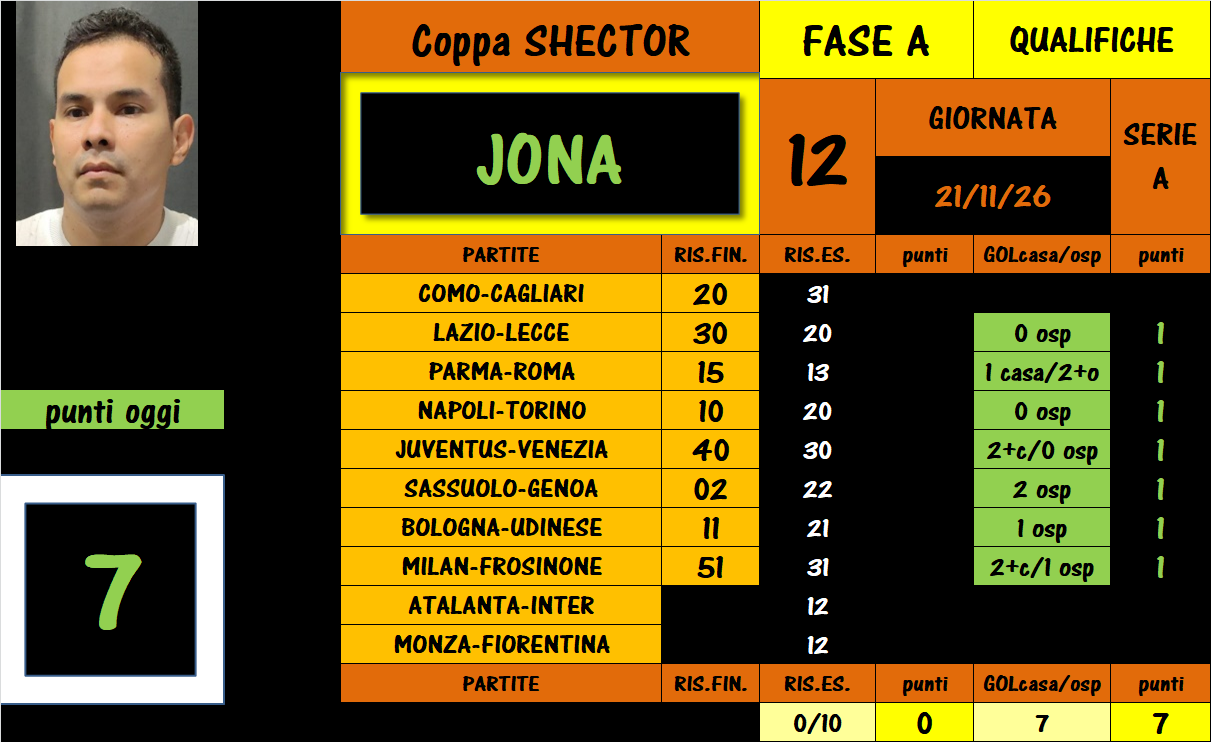 Coppa SHECTOR FASE A QUALIFICHE
JONA 12 GIORNATA SERIE A
21/11/26
PARTITE RIS.FIN. RIS.ES. punti GOLcasa/osp punti
COMO-CAGLIARI 20 31
LAZIO-LECCE 30 20 0 osp 1
PARMA-ROMA 15 13 1 casa/2+o 1
punti oggi
NAPOLI-TORINO 10 20 0 osp 1
JUVENTUS-VENEZIA 40 30 2+c/0 osp 1
SASSUOLO-GENOA 02 22 2 osp 1
BOLOGNA-UDINESE 11 21 1 osp 1
MILAN-FROSINONE 51 31 2+c/1 osp 1
7
ATALANTA-INTER 12
MONZA-FIORENTINA 12
PARTITE RIS.FIN. RIS.ES. punti GOLcasa/osp punti
0/10 0 7 7